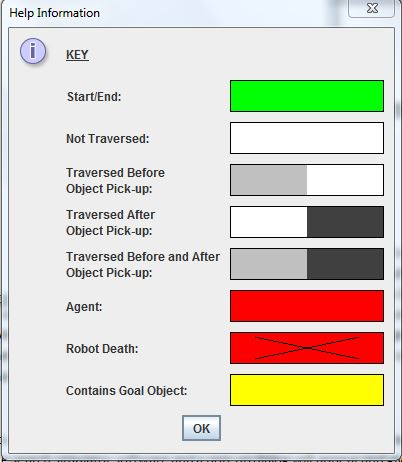 Help Information
KEY
Start/End:
Not Traversed:
Traversed Before
Object Pick-up:
Traversed After
Object Pick-up:
Traversed Before and After
Object Pick-up:
Agent:
Robot Death:
Contains Goal Object:
OK